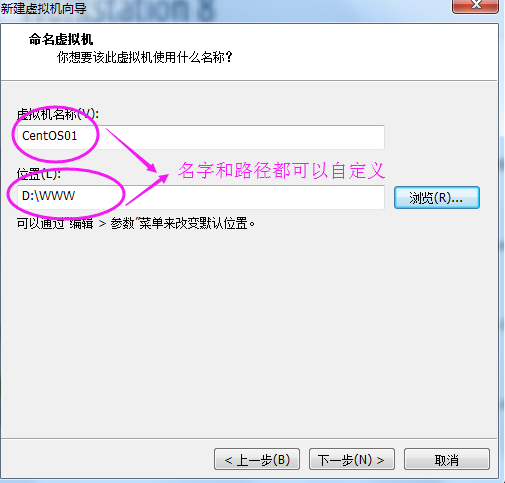 Workstation 8
新建虚拟机向导
命名虚拟机
你想要该此虚拟机使用什么名称?
虚拟机名称(V):
CentOS01
名字和路径都可以自定义
位置(L):
D:\WWW
浏览(R)...
可以通过"编辑 > 参数"菜单来改变默认位置。
< 上一步(B)
下一步(N) >
取消